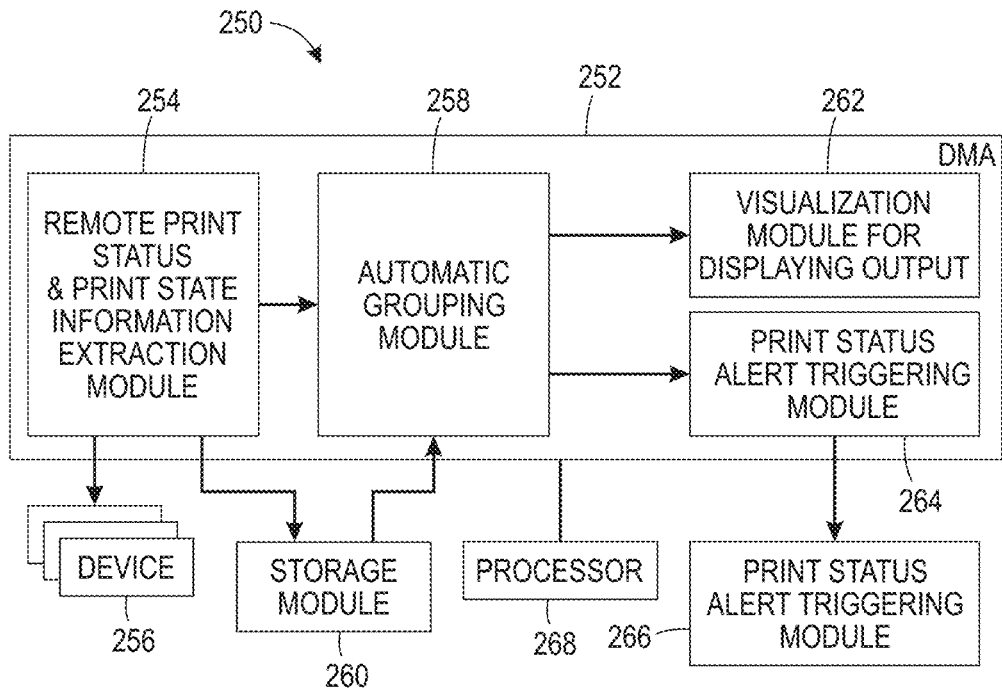 250
252
254
258
262
DMA
REMOTE PRINT
STATUS
& PRINT STATE
INFORMATION
EXTRACTION
MODULE
AUTOMATIC
GROUPING
MODULE
VISUALIZATION
MODULE FOR
DISPLAYING OUTPUT
PRINT STATUS
ALERT TRIGGERING
MODULE
264
DEVICE
256
STORAGE
MODULE
260
PROCESSOR
268
PRINT STATUS
ALERT TRIGGERING
MODULE
266